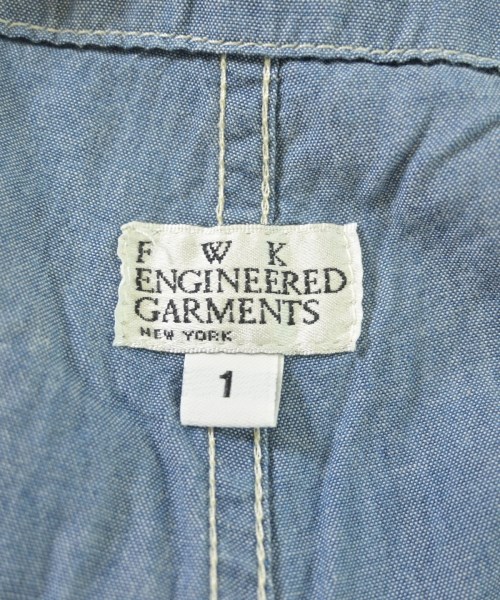 F W K
ENGINEERED
GARMENTS
NEW YORK
1